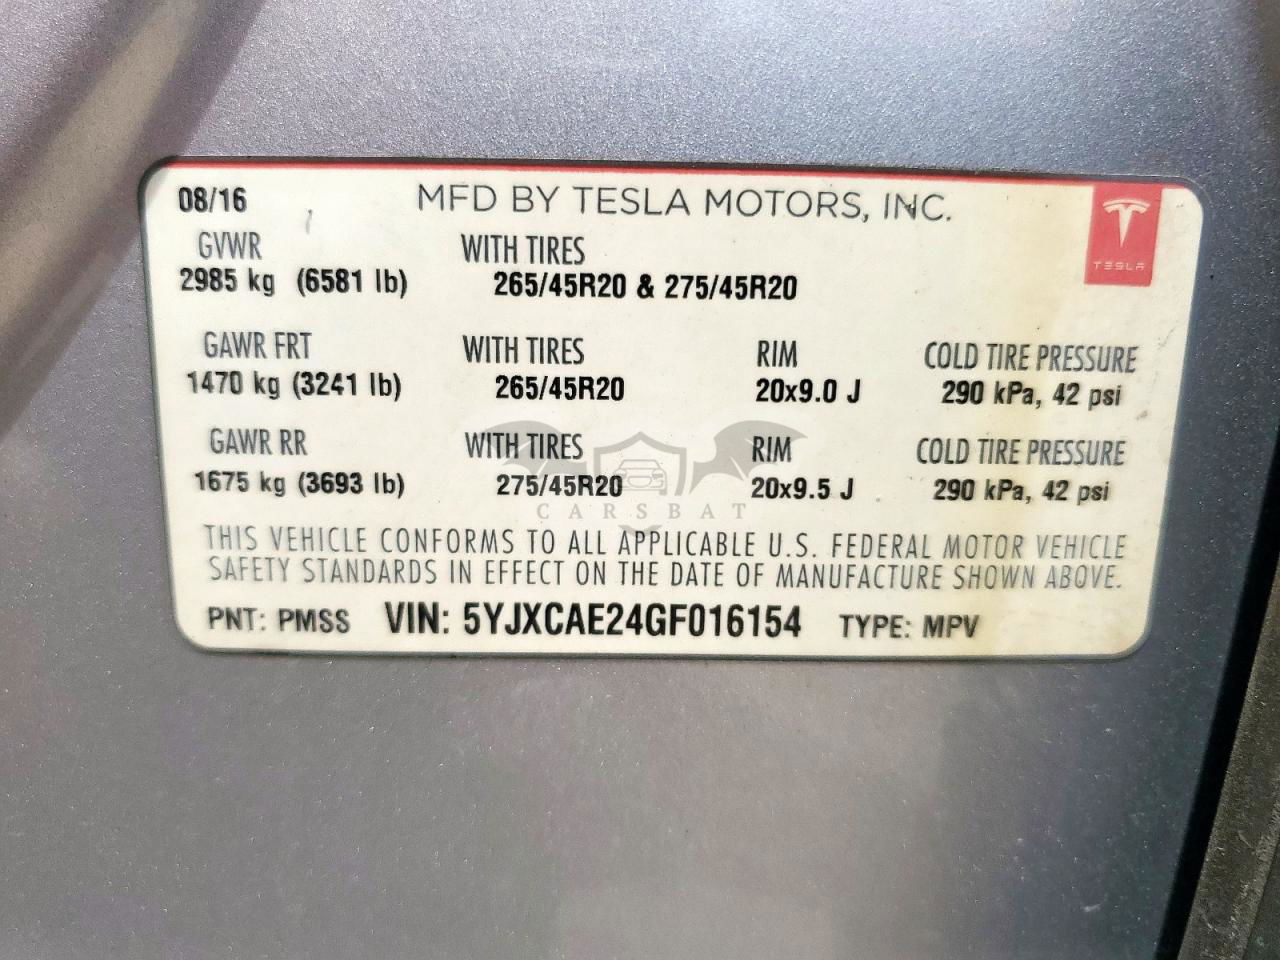 08/16 MFD BY TESLA MOTORS, INC.
GVWR WITH TIRES
TESLA
2985 kg (6581 lb) 265/45R20 & 275/45R20
GAWR FRT WITH TIRES RIM COLD TIRE PRESSURE
1470 kg (3241 lb) 265/45R20 20x9.0 J 290 kPa, 42 psi
GAWR RR WITH TIRES RIM COLD TIRE PRESSURE
1675 kg (3693 lb) 275/45R20 20x9.5 J 290 kPa, 42 psi
CARSBAT
THIS VEHICLE CONFORMS TO ALL APPLICABLE U.S. FEDERAL MOTOR VEHICLE
SAFETY STANDARDS IN EFFECT ON THE DATE OF MANUFACTURE SHOWN ABOVE.
PNT: PMSS VIN: 5YJXCAE24GF016154 TYPE: MPV